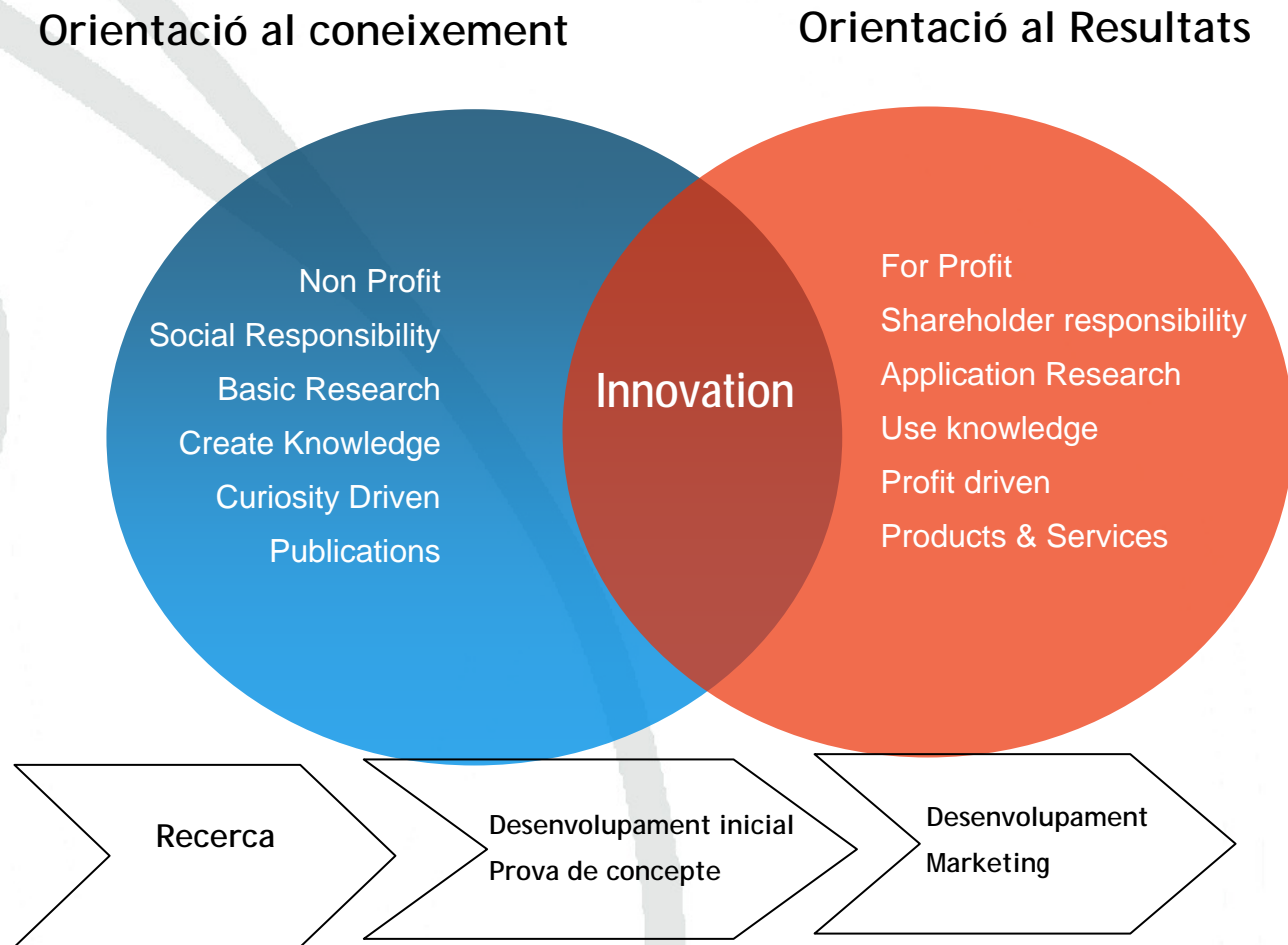 Orientació al coneixement
Orientació al Resultats
Non Profit
Social Responsibility
Basic Research
Create Knowledge
Curiosity Driven
Publications
Innovation
For Profit
Shareholder responsibility
Application Research
Use knowledge
Profit driven
Products & Services
Recerca
Desenvolupament inicial
Prova de concepte
Desenvolupament
Marketing